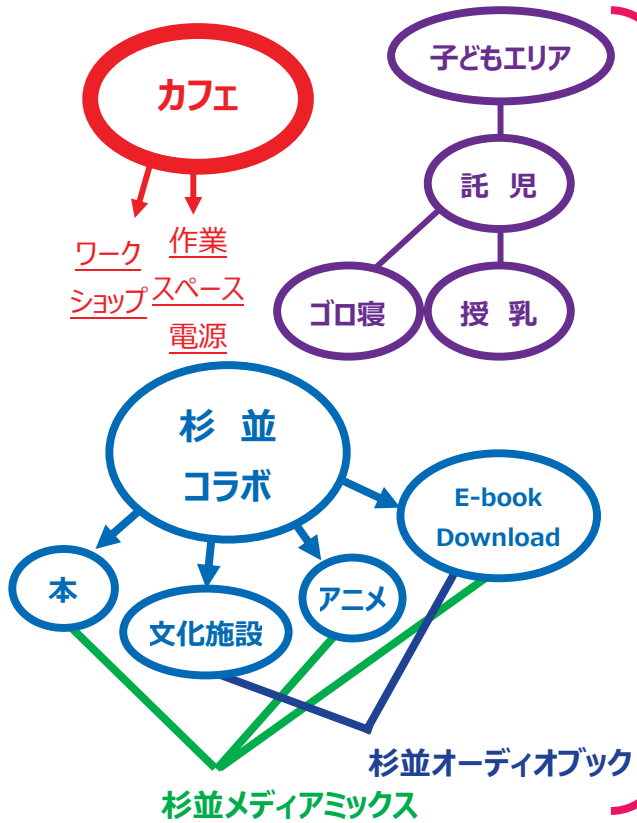 カフェ
ワーク
ショップ
作業
スペース
電源
子どもエリア
託 児
ゴロ寝
授 乳
杉 並
コラボ
E-book
Download
本
文化施設
アニメ
杉並オーディオブック
杉並メディアミックス